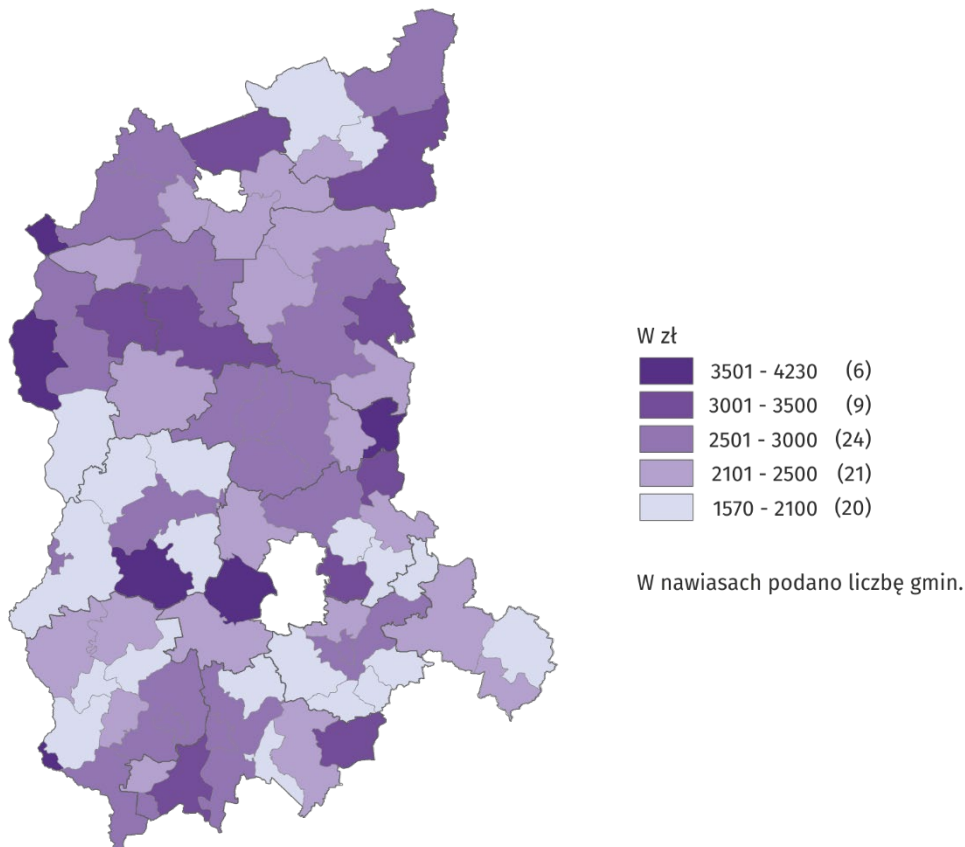 W zł
3501 - 4230 (6)
3001 - 3500 (9)
2501 - 3000 (24)
2101 - 2500 (21)
1570 - 2100 (20)
W nawiasach podano liczbę gmin.